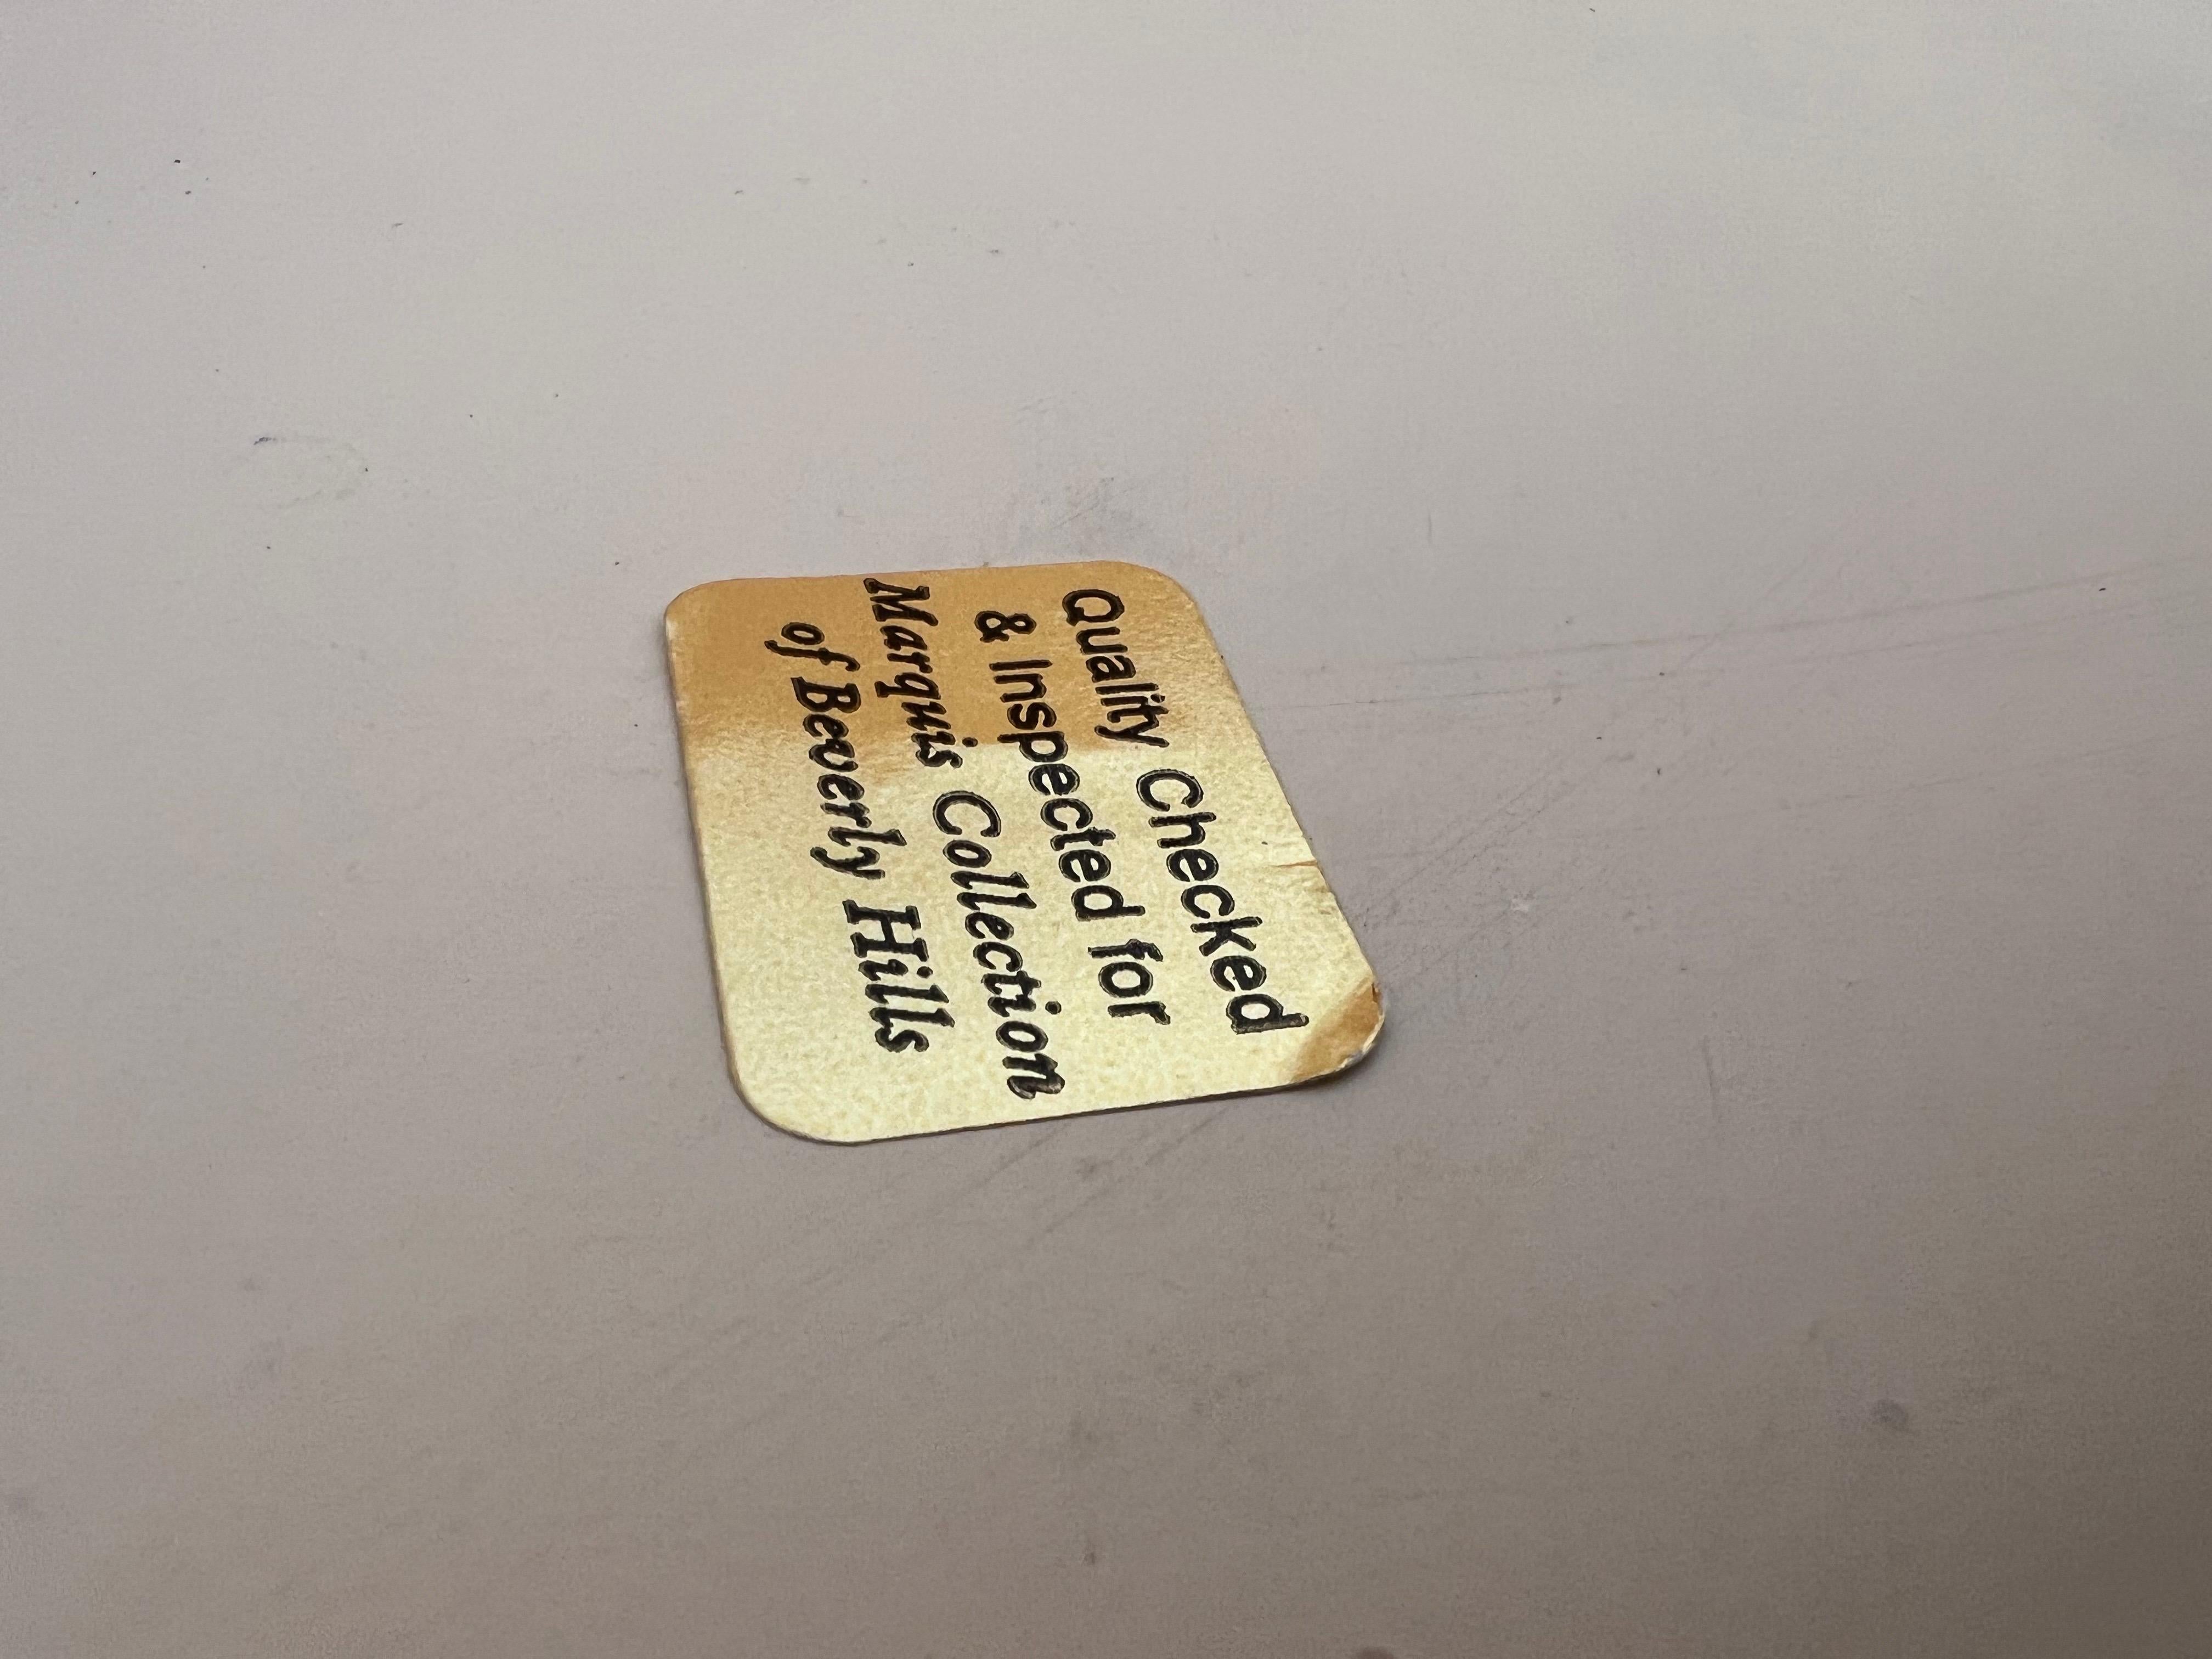 Quality Checked
& Inspected for
Marquis Collection
of Beverly Hills